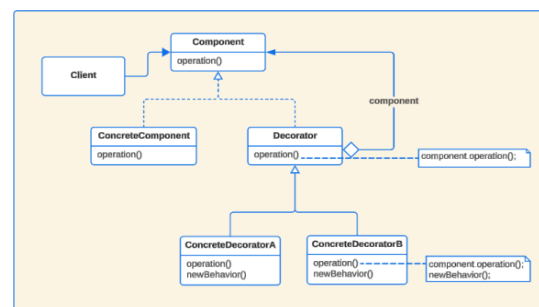 Component
operation()
Client
component
ConcreteComponent
operation()
Decorator
operation()
component.operation();
ConcreteDecoratorA
operation()
newBehavior()
ConcreteDecoratorB
operation()
newBehavior()
component.operation();
newBehavior();